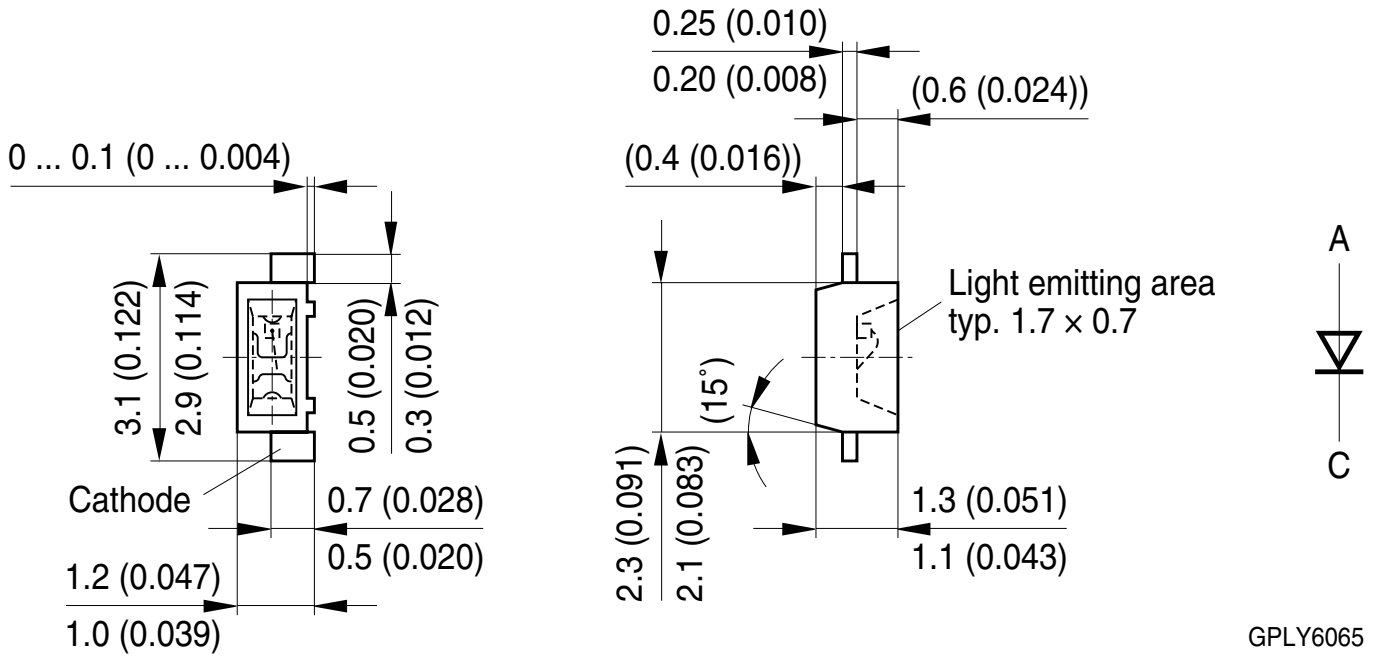 0.25 (0.010)
0.20 (0.008)
(0.6 (0.024))
0 ... 0.1 (0 ... 0.004)
(0.4 (0.016))
3.1 (0.122)
2.9 (0.114)
0.5 (0.020)
0.3 (0.012)
Cathode
0.7 (0.028)
0.5 (0.020)
1.2 (0.047)
1.0 (0.039)
Light emitting area
typ. 1.7 × 0.7
(15°)
2.3 (0.091)
2.1 (0.083)
1.3 (0.051)
1.1 (0.043)
A
C
GPLY6065